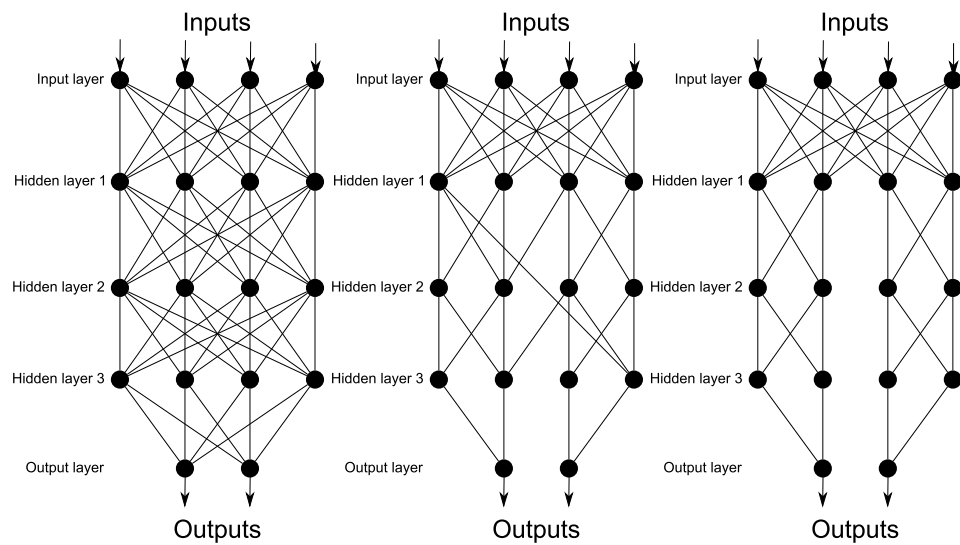 Inputs
Input layer
Hidden layer 1
Hidden layer 2
Hidden layer 3
Output layer
Outputs
Inputs
Input layer
Hidden layer 1
Hidden layer 2
Hidden layer 3
Output layer
Outputs
Inputs
Input layer
Hidden layer 1
Hidden layer 2
Hidden layer 3
Output layer
Outputs